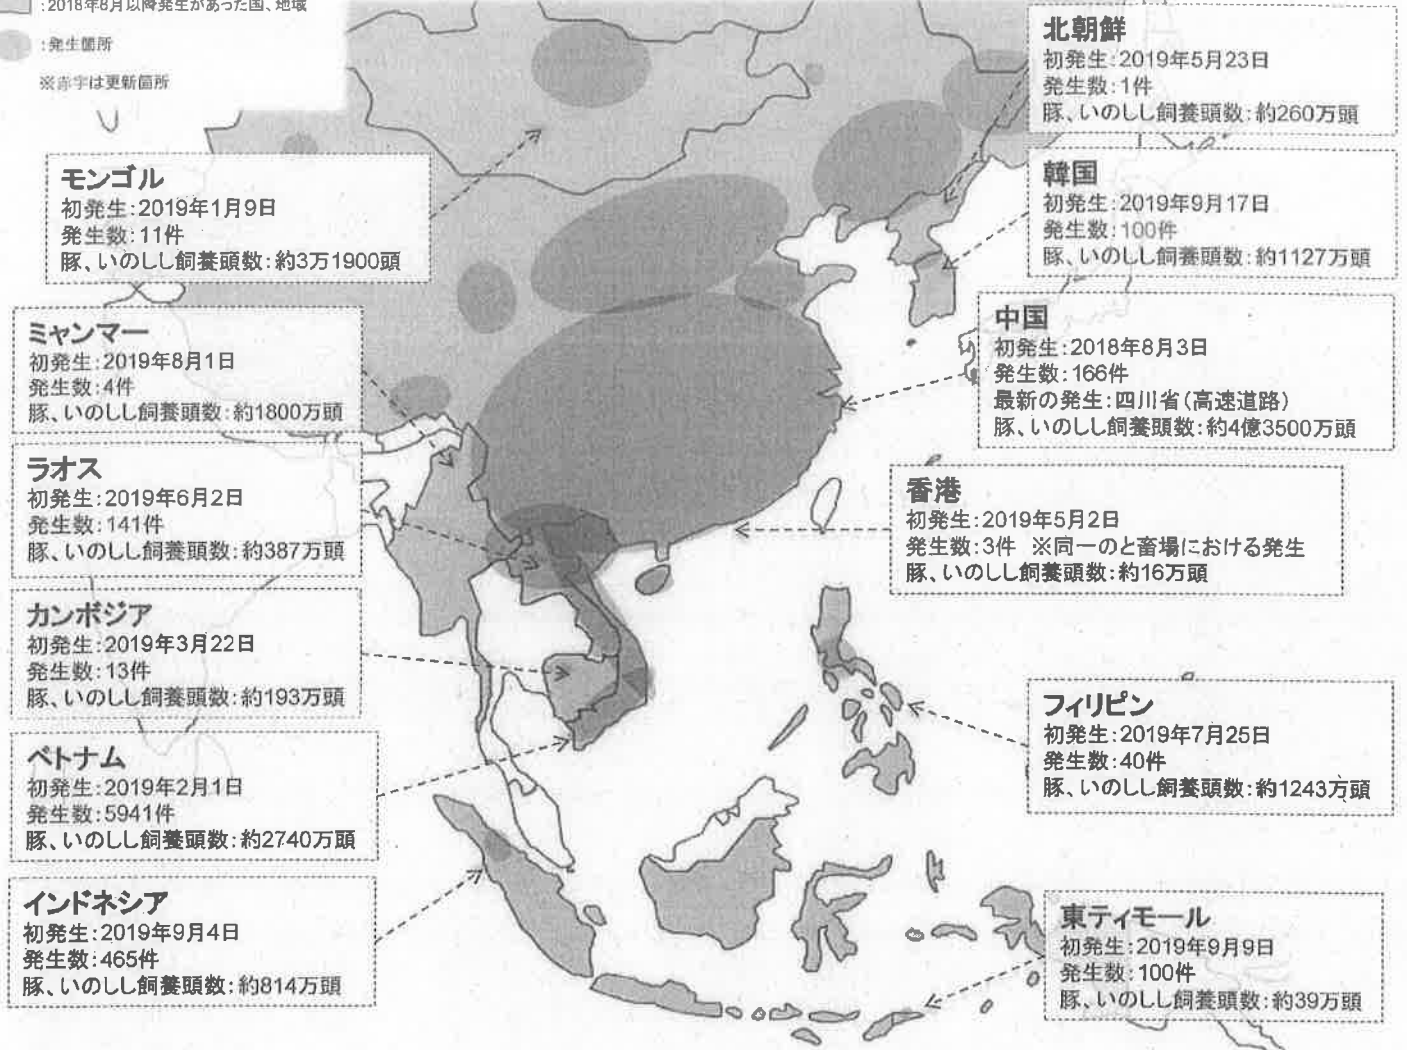 :2018年8月以降発生があった国、地域
:発生箇所
※赤字は更新箇所
モンゴル
初発生:2019年1月9日
発生数:11件
豚、いのしし飼養頭数:約3万1900頭
ミャンマー
初発生:2019年8月1日
発生数:4件
豚、いのしし飼養頭数:約1800万頭
ラオス
初発生:2019年6月2日
発生数:141件
豚、いのしし飼養頭数:約387万頭
カンボジア
初発生:2019年3月22日
発生数:13件
豚、いのしし飼養頭数:約193万頭
ベトナム
初発生:2019年2月1日
発生数:5941件
豚、いのしし飼養頭数:約2740万頭
インドネシア
初発生:2019年9月4日
発生数:465件
豚、いのしし飼養頭数:約814万頭
北朝鮮
初発生:2019年5月23日
発生数:1件
豚、いのしし飼養頭数:約260万頭
韓国
初発生:2019年9月17日
発生数:100件
豚、いのしし飼養頭数:約1127万頭
中国
初発生:2018年8月3日
発生数:166件
最新の発生:四川省(高速道路)
豚、いのしし飼養頭数:約4億3500万頭
香港
初発生:2019年5月2日
発生数:3件 ※同一のと畜場における発生
豚、いのしし飼養頭数:約16万頭
フィリピン
初発生:2019年7月25日
発生数:40件
豚、いのしし飼養頭数:約1243万頭
東ティモール
初発生:2019年9月9日
発生数:100件
豚、いのしし飼養頭数:約39万頭